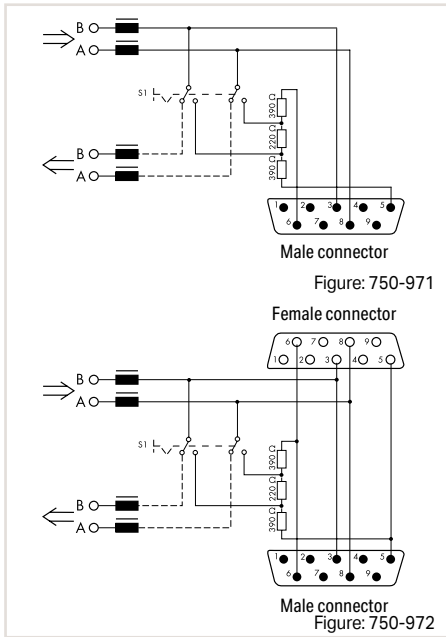 B
A
S1
390 Ω
220 Ω
B
390 Ω
A
1 2 3 4 5
6 7 8 9
Male connector
Figure: 750-971
Female connector
6 7 8 9
1 2 3 4 5
B
A
S1
390 Ω
220 Ω
B
390 Ω
A
1 2 3 4 5
6 7 8 9
Male connector
Figure: 750-972